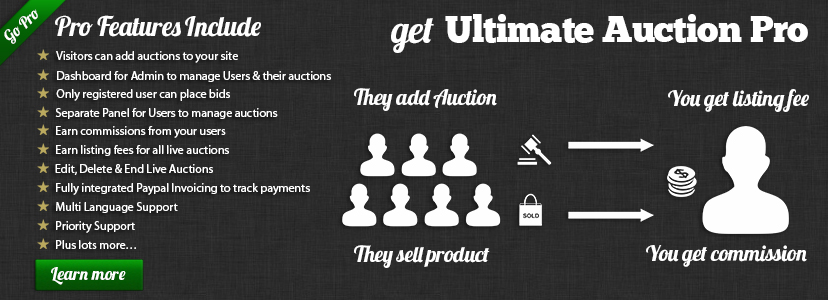 Go Pro
Pro Features Include
Visitors can add auctions to your site
Dashboard for Admin to manage Users & their auctions
Only registered user can place bids
Separate Panel for Users to manage auctions
Earn commissions from your users
Earn listing fees for all live auctions
Edit, Delete & End Live Auctions
Fully integrated Paypal Invoicing to track payments
Multi Language Support
Priority Support
Plus lots more...
Learn more
get Ultimate Auction Pro
They add Auction
You get listing fee
$
SOLD
They sell product
You get commission